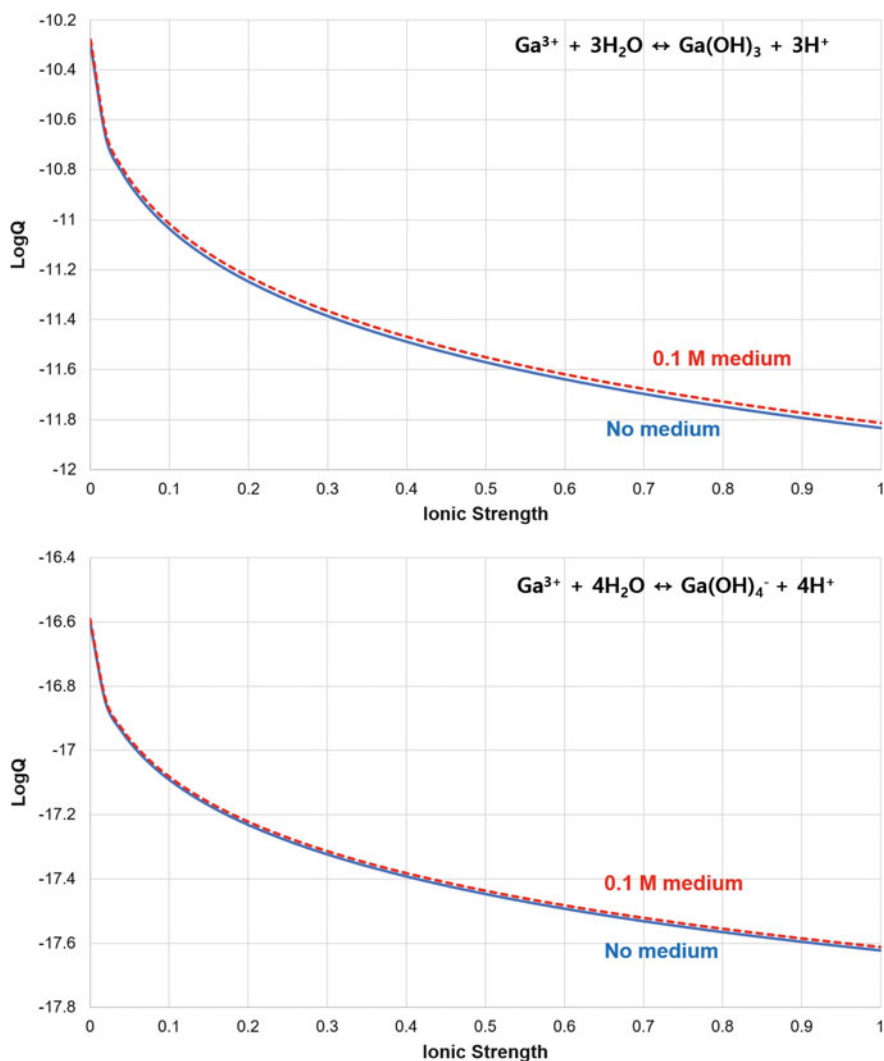 -10.2
Ga³⁺ + 3H₂O ↔ Ga(OH)₃ + 3H⁺
-10.4
-10.6
-10.8
-11
LogQ
-11.2
-11.4
0.1 M medium
-11.6
No medium
-11.8
-12
0 0.1 0.2 0.3 0.4 0.5 0.6 0.7 0.8 0.9 1
Ionic Strength
-16.4
Ga³⁺ + 4H₂O ↔ Ga(OH)₄⁻ + 4H⁺
-16.6
-16.8
-17
LogQ
-17.2
-17.4
0.1 M medium
-17.6
No medium
-17.8
0 0.1 0.2 0.3 0.4 0.5 0.6 0.7 0.8 0.9 1
Ionic Strength